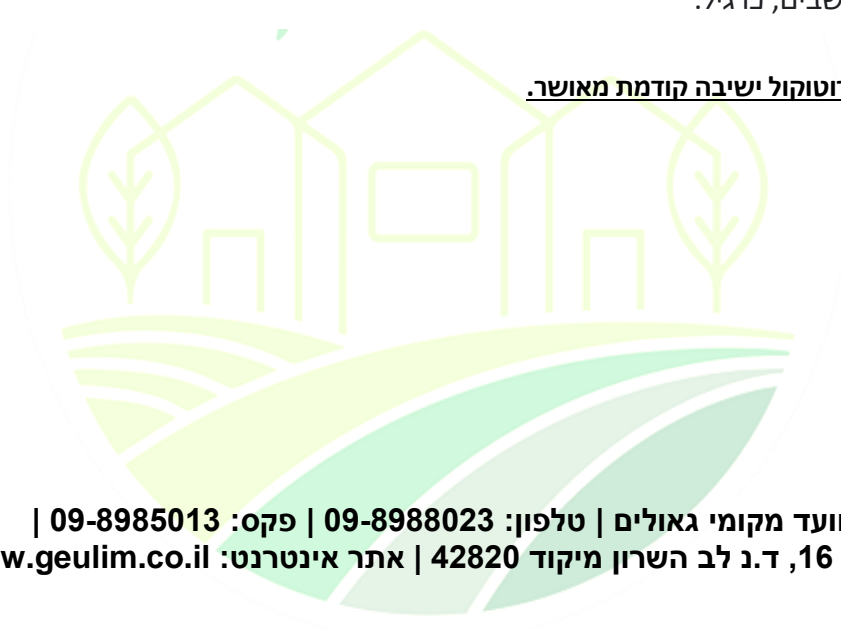 שבים, כרגיל.
רוטוקול ישיבה קודמת מאושר.
ועד מקומי גאולים | טלפון: 09-8988023 | פקס: 09-8985013 |
16, ד.נ לב השרון מיקוד 42820 | אתר אינטרנט: w.geulim.co.il